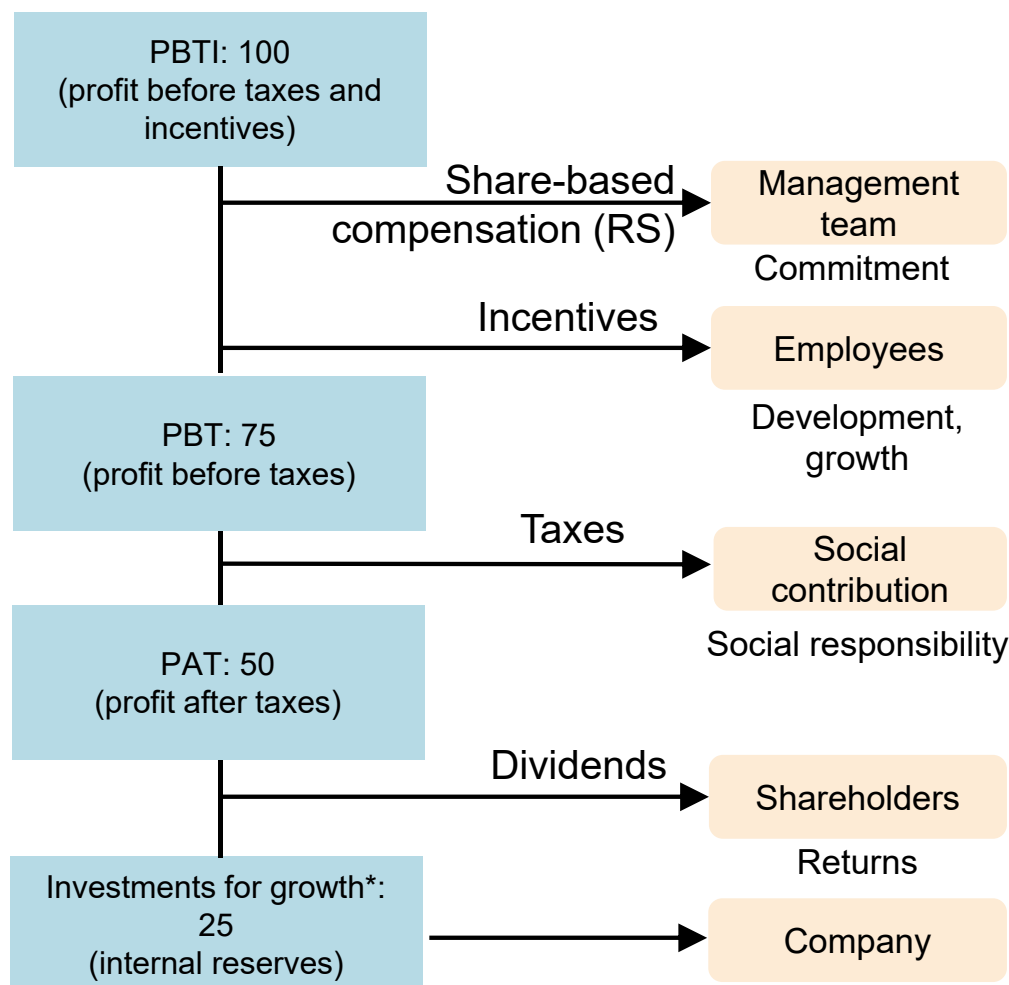 PBTI: 100
(profit before taxes and
incentives)
Share-based
compensation (RS)
Management
team
Commitment
Incentives
Employees
Development,
growth
PBT: 75
(profit before taxes)
Taxes
Social
contribution
Social responsibility
PAT: 50
(profit after taxes)
Dividends
Shareholders
Returns
Investments for growth*:
25
(internal reserves)
Company